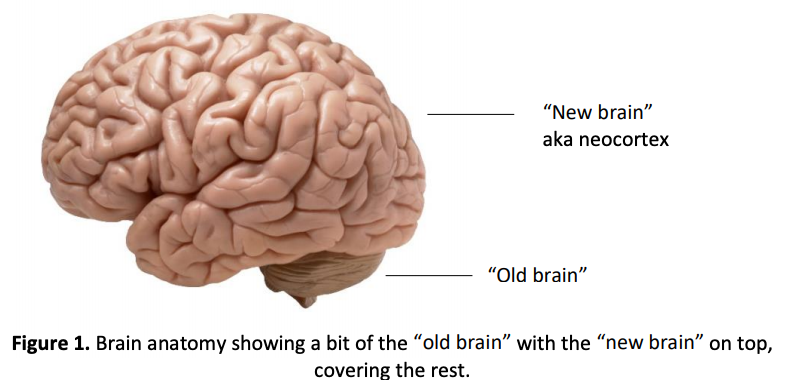 “New brain”
aka neocortex
“Old brain”
Figure 1. Brain anatomy showing a bit of the “old brain” with the “new brain” on top,
covering the rest.